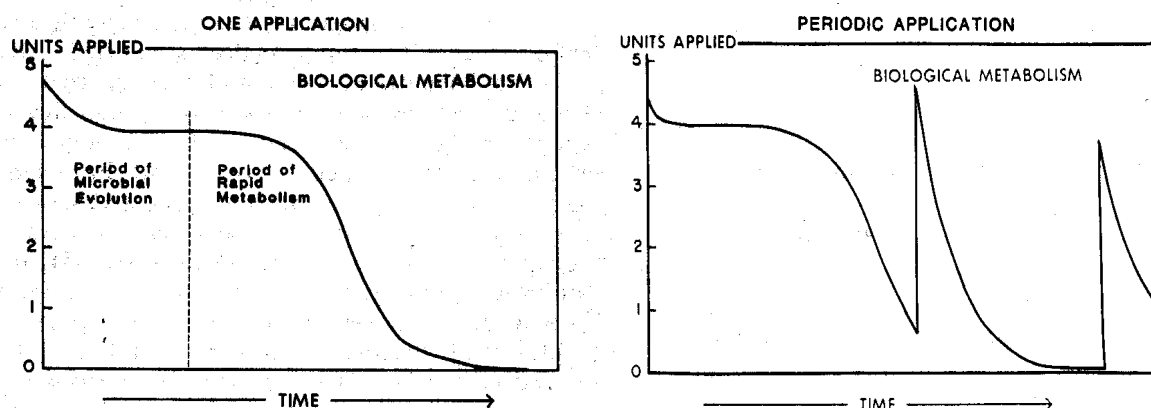 ONE APPLICATION
UNITS APPLIED
BIOLOGICAL METABOLISM
5
4
3
2
1
0
Period of
Microbial
Evolution
Period of
Rapid
Metabolism
TIME
PERIODIC APPLICATION
UNITS APPLIED
BIOLOGICAL METABOLISM
5
4
3
2
1
0
TIME